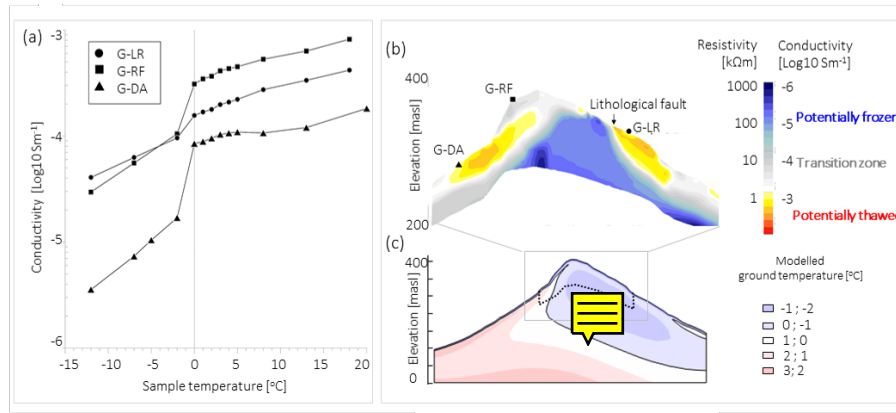 (a)
-3
-4
-5
-6
Conductivity [Log10 Sm⁻¹]
G-LR
G-RF
G-DA
-15 -10 -5 0 5 10 15 20
Sample temperature [°C]
(b)
400
200
Elevation [masl]
G-RF
G-DA
Lithological fault
G-LR
Resistivity
[kΩm]
Conductivity
[Log10 Sm⁻¹]
1000
100
10
1
-6
-5
-4
-3
Potentially frozen
Transition zone
Potentially thawed
(c)
400
0
Elevation [masl]
Modelled
ground temperature [°C]
-1 ; -2
0 ; -1
1 ; 0
2 ; 1
3; 2